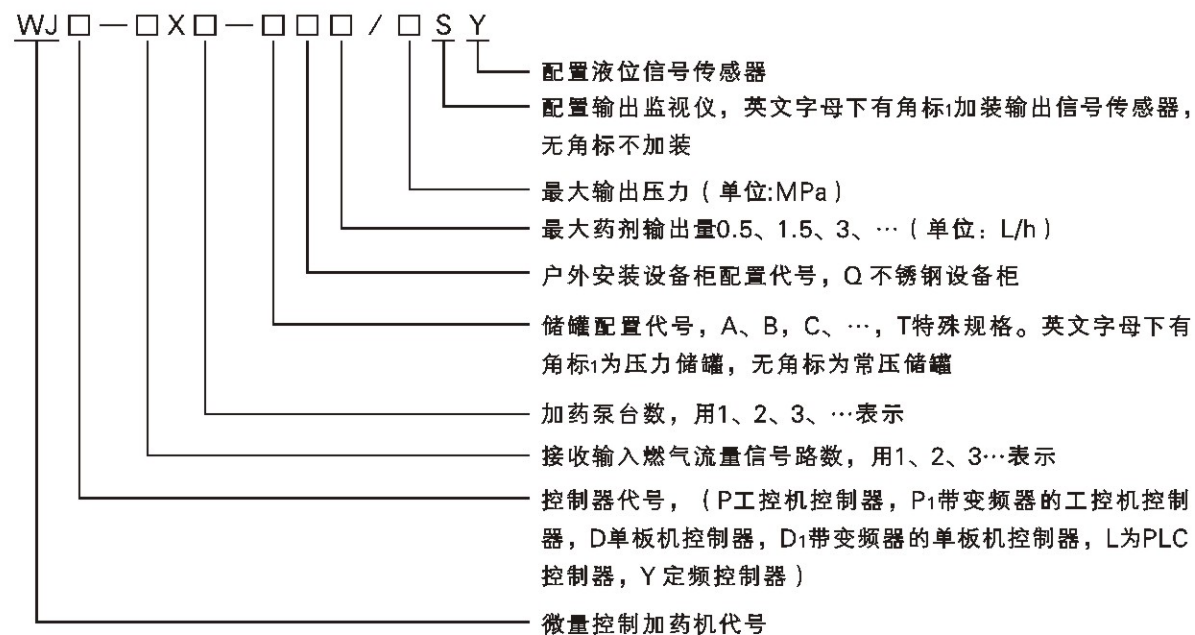 WJ□—□X□—□□□/□SY
配置液位信号传感器
配置输出监视仪，英文字母下有角标1加装输出信号传感器，
无角标不加装
最大输出压力（单位:MPa）
最大药剂输出量0.5、1.5、3、…（单位：L/h）
户外安装设备柜配置代号，Q 不锈钢设备柜
储罐配置代号，A、B，C、…，T特殊规格。英文字母下有
角标1为压力储罐，无角标为常压储罐
加药泵台数，用1、2、3、…表示
接收输入燃气流量信号路数，用1、2、3…表示
控制器代号，（P工控机控制器，P1带变频器的工控机控制
器，D单板机控制器，D1带变频器的单板机控制器，L为PLC
控制器，Y 定频控制器）
微量控制加药机代号